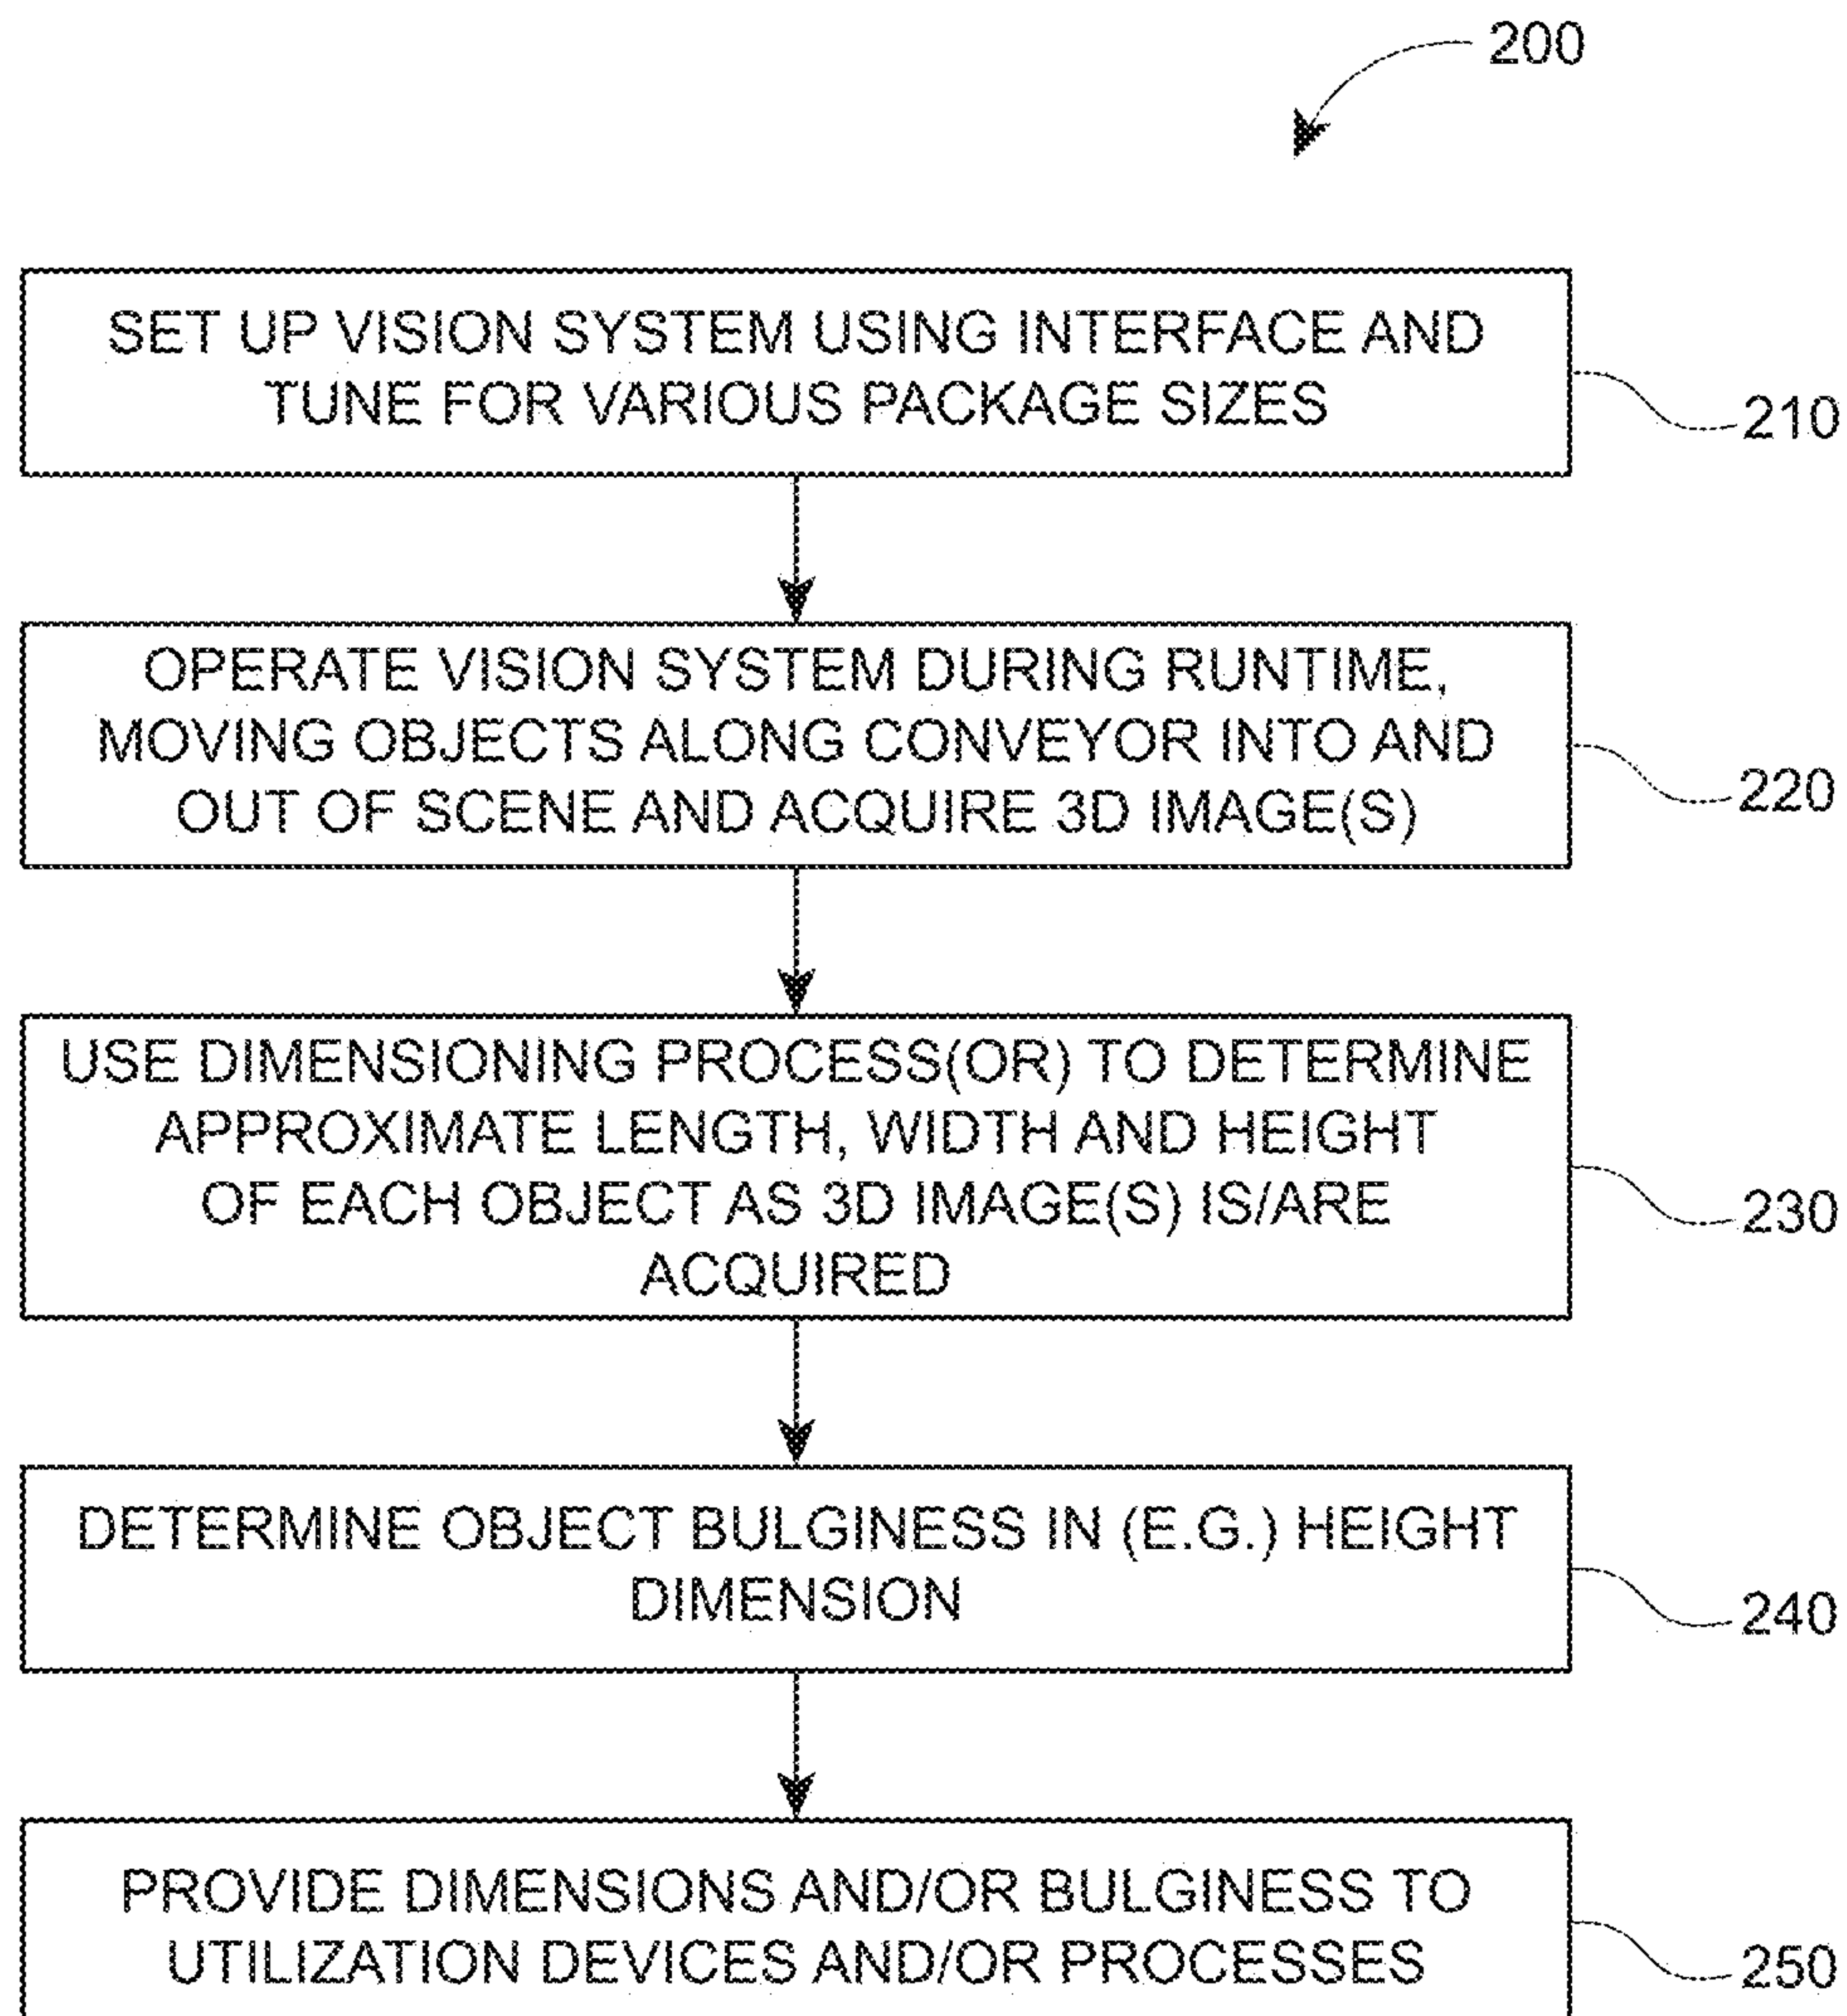 200
SET UP VISION SYSTEM USING INTERFACE AND
TUNE FOR VARIOUS PACKAGE SIZES
210
OPERATE VISION SYSTEM DURING RUNTIME,
MOVING OBJECTS ALONG CONVEYOR INTO AND
OUT OF SCENE AND ACQUIRE 3D IMAGE(S)
220
USE DIMENSIONING PROCESS(OR) TO DETERMINE
APPROXIMATE LENGTH, WIDTH AND HEIGHT
OF EACH OBJECT AS 3D IMAGE(S) IS/ARE
ACQUIRED
230
DETERMINE OBJECT BULGINESS IN (E.G.) HEIGHT
DIMENSION
240
PROVIDE DIMENSIONS AND/OR BULGINESS TO
UTILIZATION DEVICES AND/OR PROCESSES
250